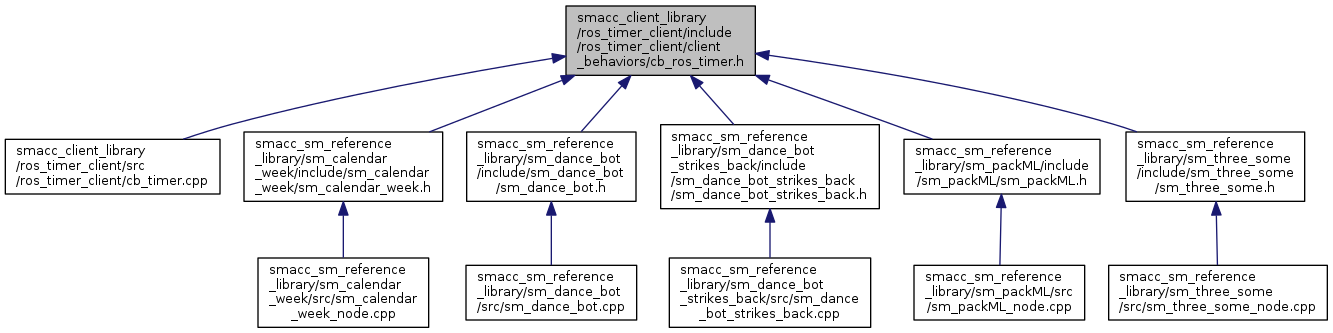 smacc_client_library
/ros_timer_client/include
/ros_timer_client/client
_behaviors/cb_ros_timer.h
smacc_client_library
/ros_timer_client/src
/ros_timer_client/cb_timer.cpp
smacc_sm_reference
_library/sm_calendar
_week/include/sm_calendar
_week/sm_calendar_week.h
smacc_sm_reference
_library/sm_dance_bot
/include/sm_dance_bot
/sm_dance_bot.h
smacc_sm_reference
_library/sm_dance_bot
_strikes_back/include
/sm_dance_bot_strikes_back
/sm_dance_bot_strikes_back.h
smacc_sm_reference
_library/sm_packML/include
/sm_packML/sm_packML.h
smacc_sm_reference
_library/sm_three_some
/include/sm_three_some
/sm_three_some.h
smacc_sm_reference
_library/sm_calendar
_week/src/sm_calendar
_week_node.cpp
smacc_sm_reference
_library/sm_dance_bot
/src/sm_dance_bot.cpp
smacc_sm_reference
_library/sm_dance_bot
_strikes_back/src/sm_dance
_bot_strikes_back.cpp
smacc_sm_reference
_library/sm_packML/src
/sm_packML_node.cpp
smacc_sm_reference
_library/sm_three_some
/src/sm_three_some_node.cpp